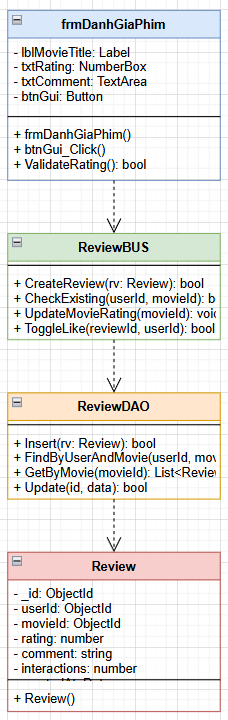 frmDanhGiaPhim
- lblMovieTitle: Label
- txtRating: NumberBox
- txtComment: TextArea
- btnGui: Button
+ frmDanhGiaPhim()
+ btnGui_Click()
+ ValidateRating(): bool
ReviewBUS
+ CreateReview(rv: Review): bool
+ CheckExisting(userId, movieId): b
+ UpdateMovieRating(movieId): voi
+ ToggleLike(reviewId, userId): bool
ReviewDAO
+ Insert(rv: Review): bool
+ FindByUserAndMovie(userId, mov
+ GetByMovie(movieId): List<Review
+ Update(id, data): bool
Review
- _id: ObjectId
- userId: ObjectId
- movieId: ObjectId
- rating: number
- comment: string
- interactions: number
+ Review()